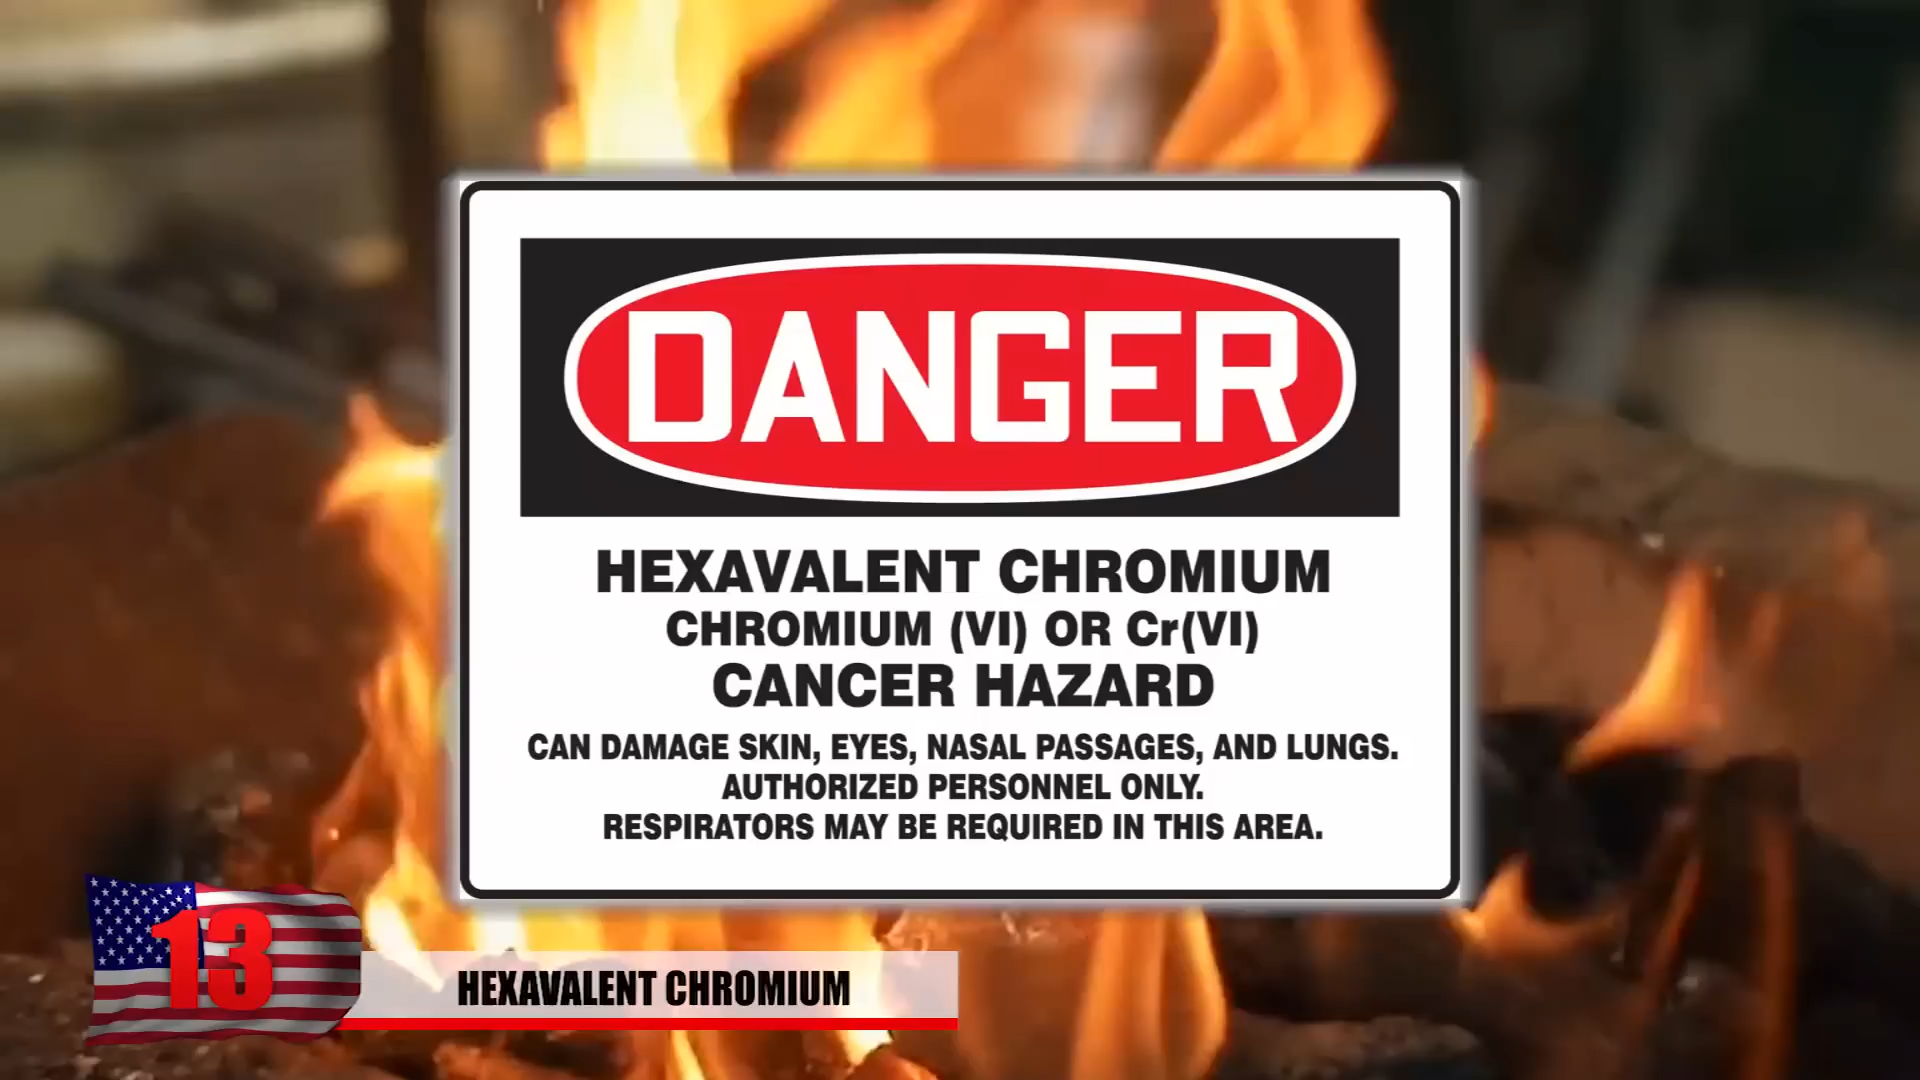 DANGER
HEXAVALENT CHROMIUM
CHROMIUM (VI) OR Cr(VI)
CANCER HAZARD
CAN DAMAGE SKIN, EYES, NASAL PASSAGES, AND LUNGS.
AUTHORIZED PERSONNEL ONLY.
RESPIRATORS MAY BE REQUIRED IN THIS AREA.
13
HEXAVALENT CHROMIUM